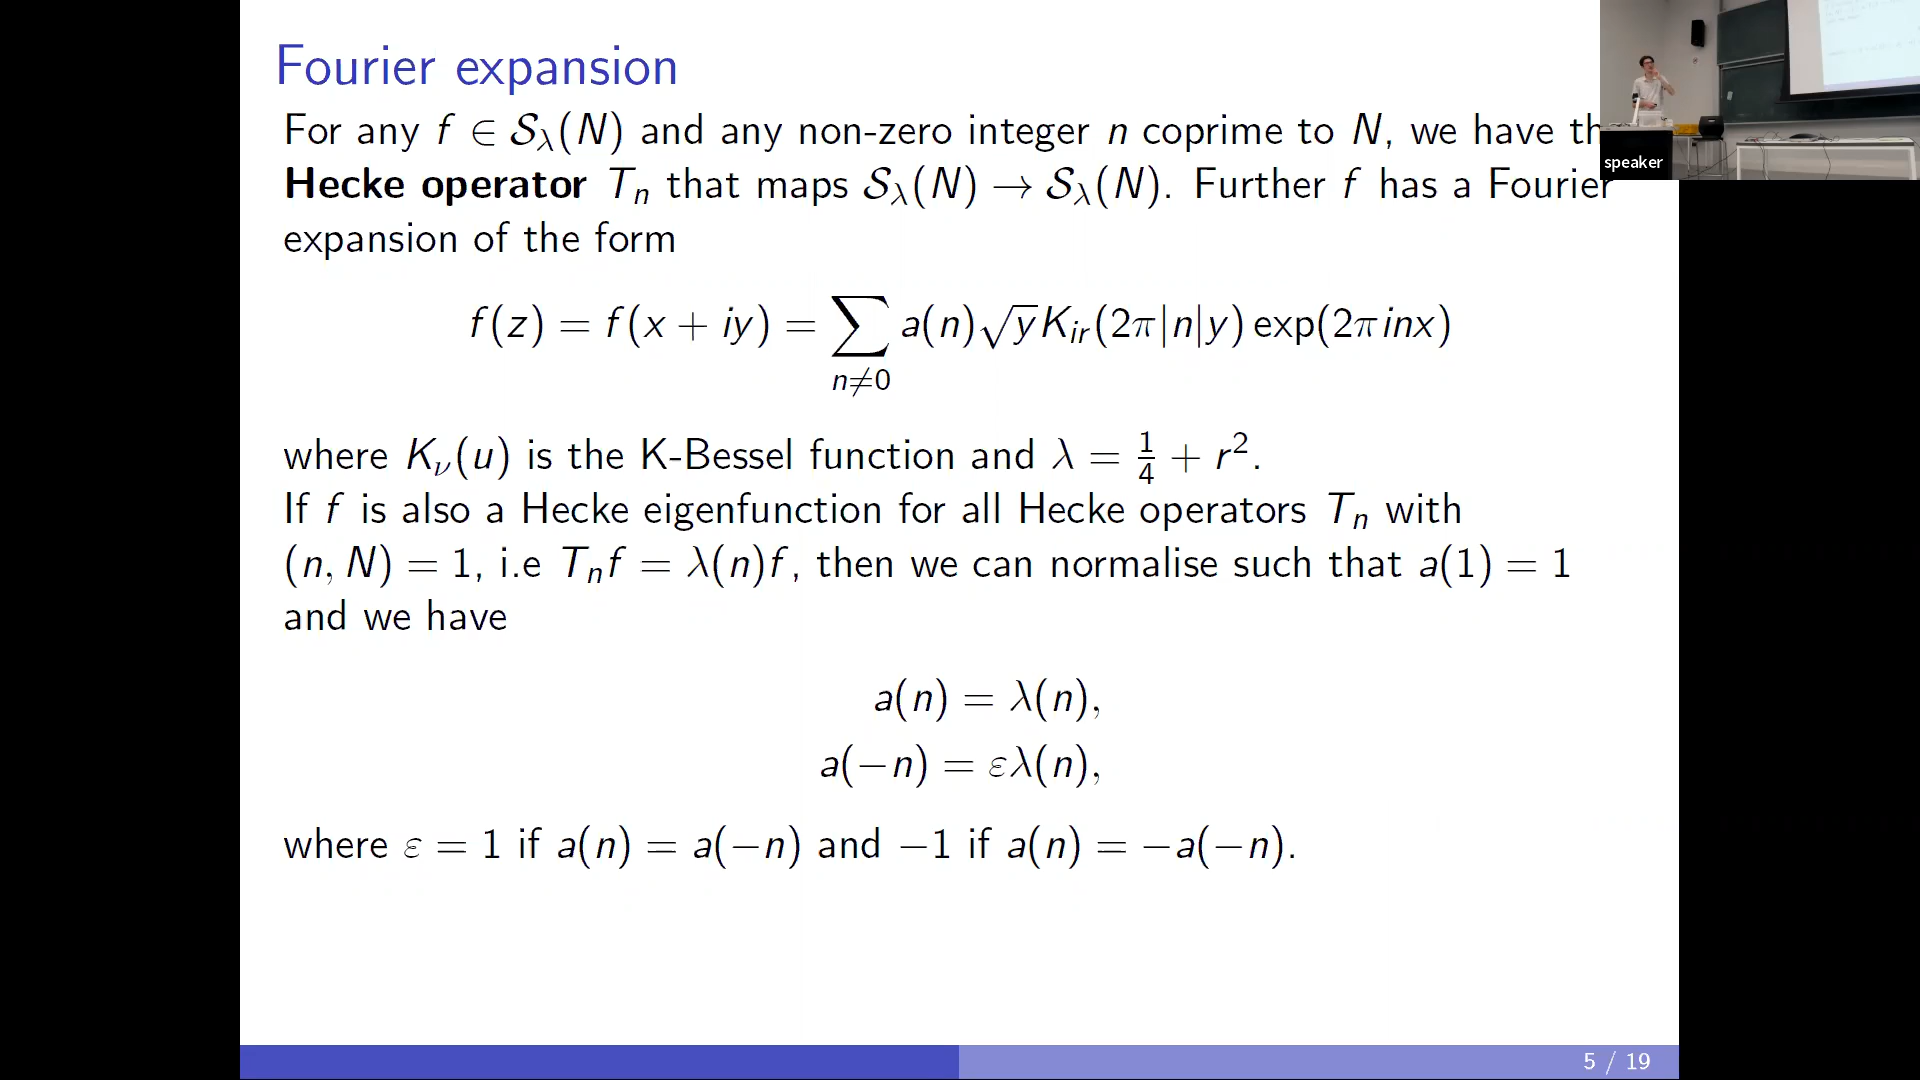 Fourier expansion
For any f ∈ 𝒮_λ(N) and any non-zero integer n coprime to N, we have th
Hecke operator T_n that maps 𝒮_λ(N) → 𝒮_λ(N). Further f has a Fourier
expansion of the form
f(z) = f(x + iy) = ∑_{n≠0} a(n)√y K_{ir}(2π|n|y) exp(2πinx)
where K_ν(u) is the K-Bessel function and λ = 1/4 + r².
If f is also a Hecke eigenfunction for all Hecke operators T_n with
(n, N) = 1, i.e T_n f = λ(n)f, then we can normalise such that a(1) = 1
and we have
a(n) = λ(n),
a(−n) = ελ(n),
where ε = 1 if a(n) = a(−n) and −1 if a(n) = −a(−n).
5 / 19
speaker